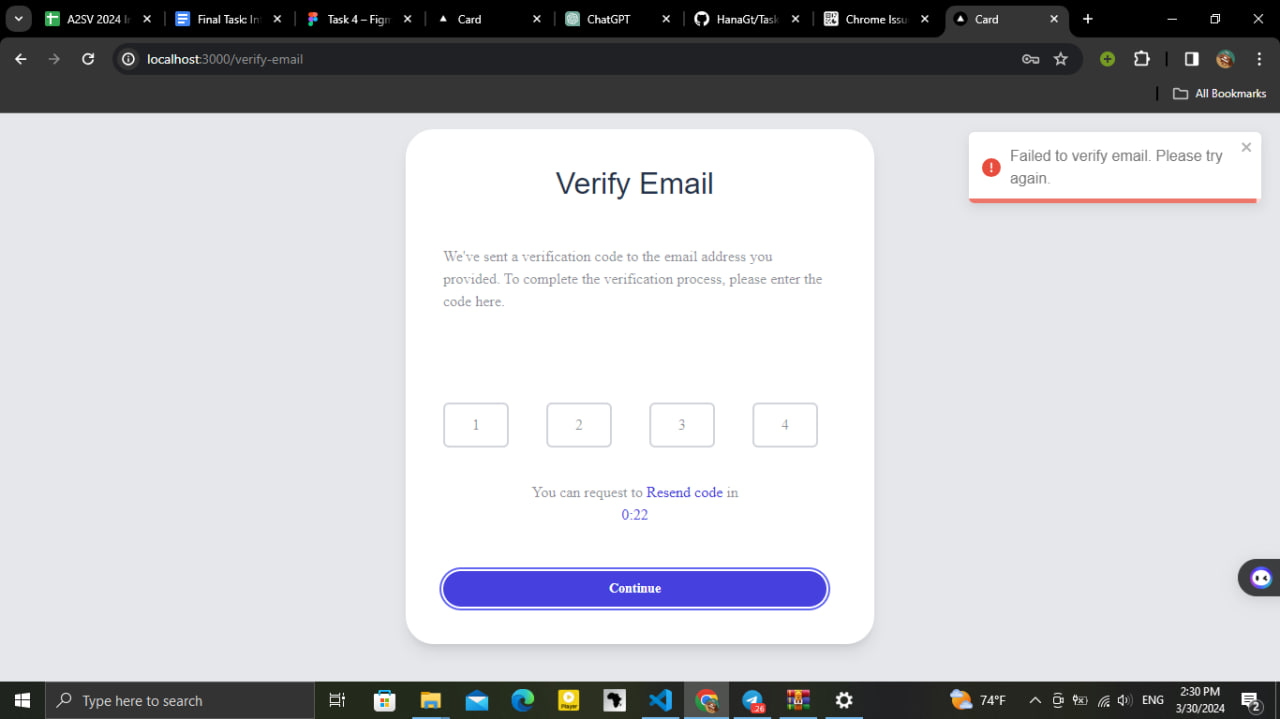 A2SV 2024 In
Final Task: Int
Task 4 – Figm
Card
ChatGPT
HanaGt/Task
Chrome Issu
Card
localhost:3000/verify-email
All Bookmarks
Failed to verify email. Please try
again.
Verify Email
We've sent a verification code to the email address you
provided. To complete the verification process, please enter the
code here.
1 2 3 4
You can request to Resend code in
0:22
Continue
Type here to search
Player
26
74°F
ENG
2:30 PM
3/30/2024
2